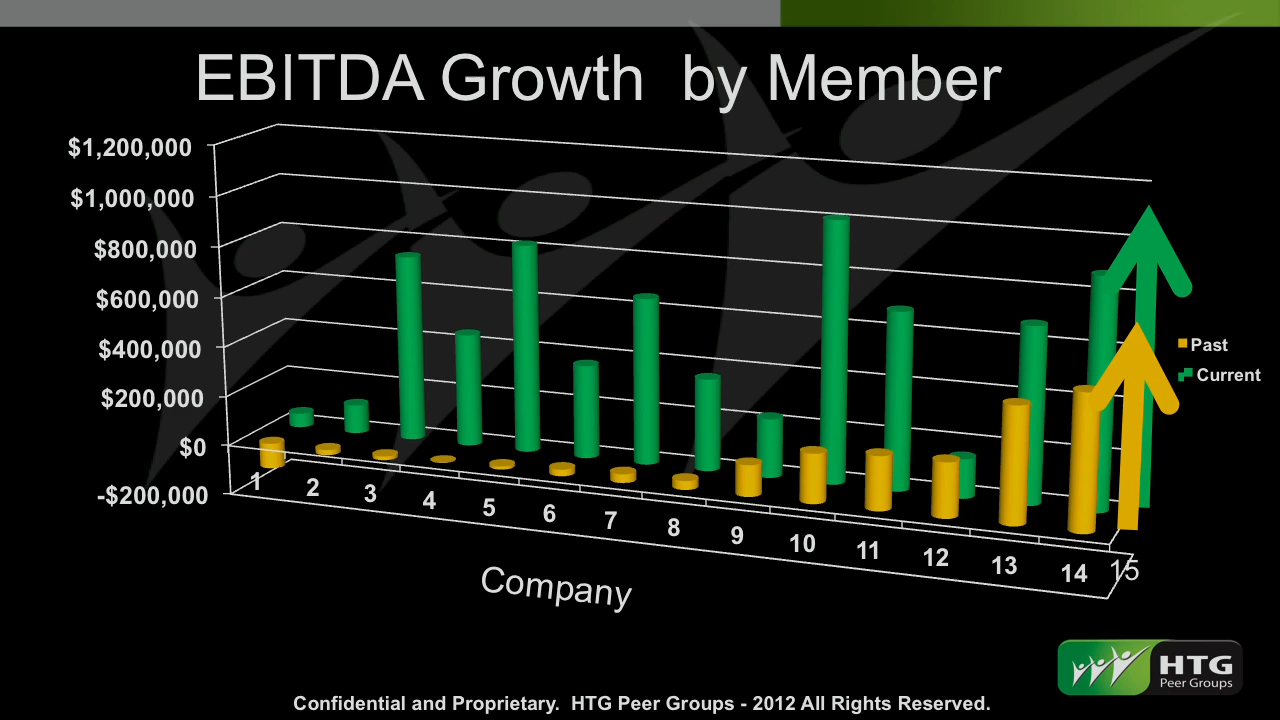 EBITDA Growth  by Member
$1,200,000
$1,000,000
$800,000
$600,000
$400,000
$200,000
$0
-$200,000
1 2 3 4 5 6 7 8 9 10 11 12 13 14 15
Company
Past
Current
HTG
Peer Groups
Confidential and Proprietary.  HTG Peer Groups - 2012 All Rights Reserved.